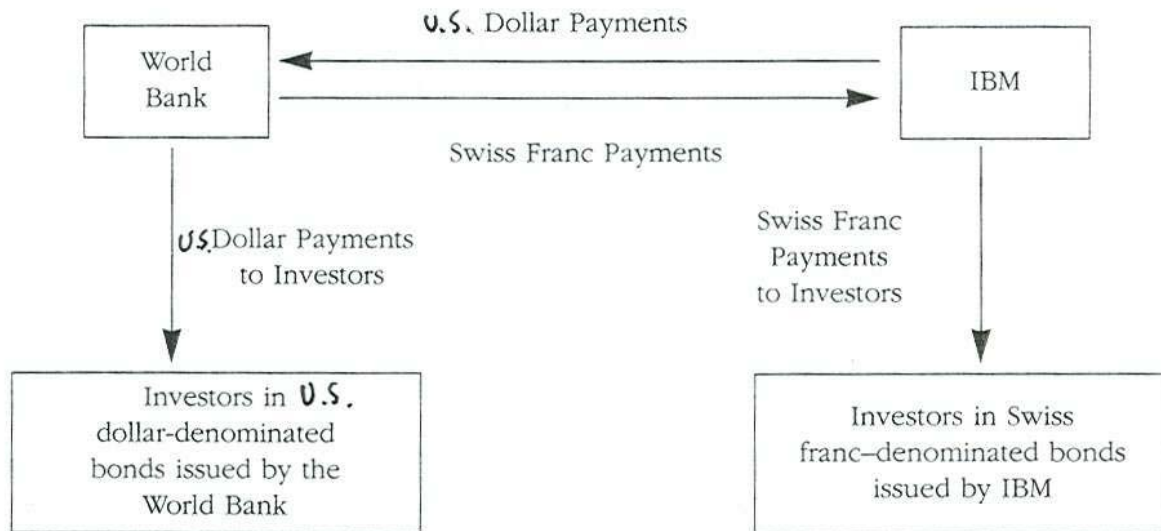 U.S. Dollar Payments
World
Bank
IBM
Swiss Franc Payments
U.S. Dollar Payments
to Investors
Swiss Franc
Payments
to Investors
Investors in U.S.
dollar-denominated
bonds issued by the
World Bank
Investors in Swiss
franc–denominated bonds
issued by IBM